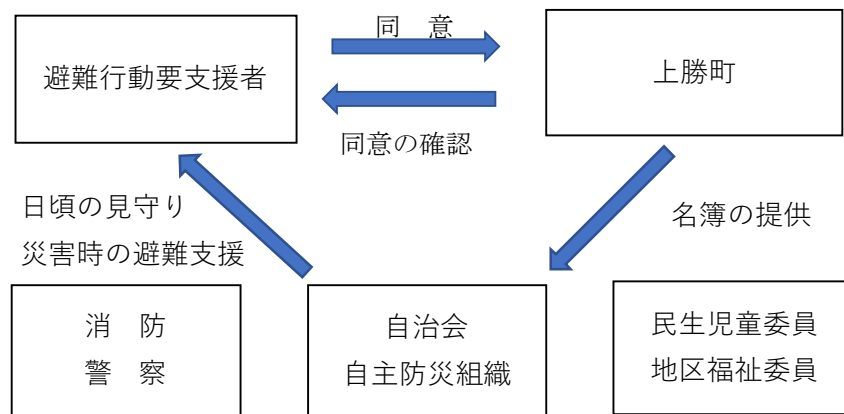 同　意
避難行動要支援者
上勝町
同意の確認
日頃の見守り
災害時の避難支援
名簿の提供
消　防
警　察
自治会
自主防災組織
民生児童委員
地区福祉委員